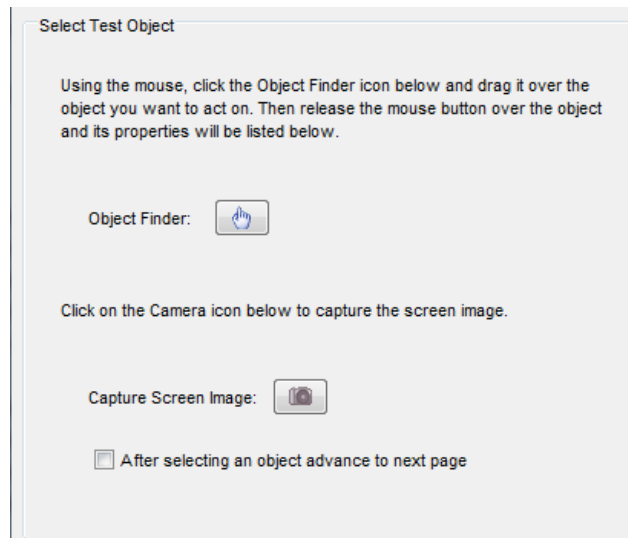 Select Test Object
Using the mouse, click the Object Finder icon below and drag it over the
object you want to act on. Then release the mouse button over the object
and its properties will be listed below.
Object Finder:
Click on the Camera icon below to capture the screen image.
Capture Screen Image:
After selecting an object advance to next page